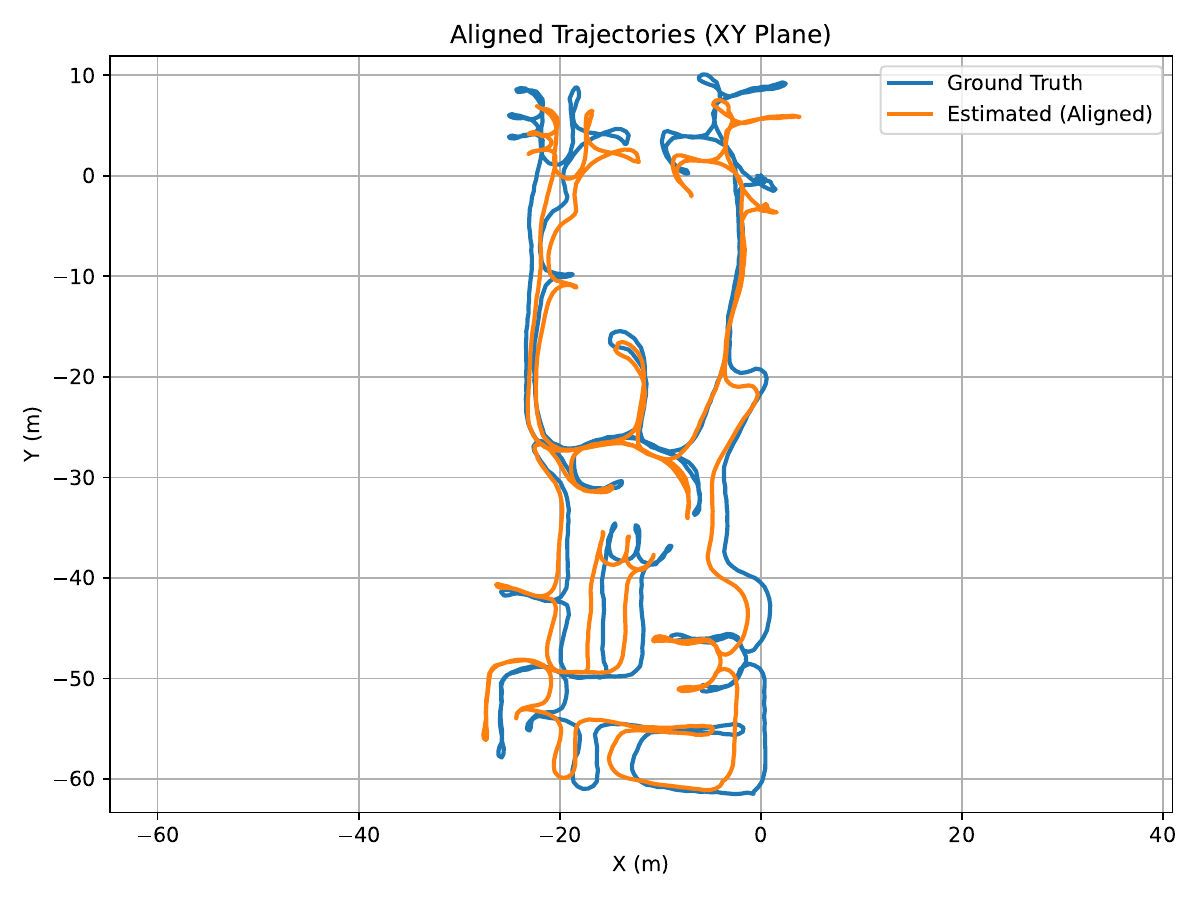 Aligned Trajectories (XY Plane)
Ground Truth
Estimated (Aligned)
10
0
−10
−20
−30
−40
−50
−60
Y (m)
−60
−40
−20
0
20
40
X (m)